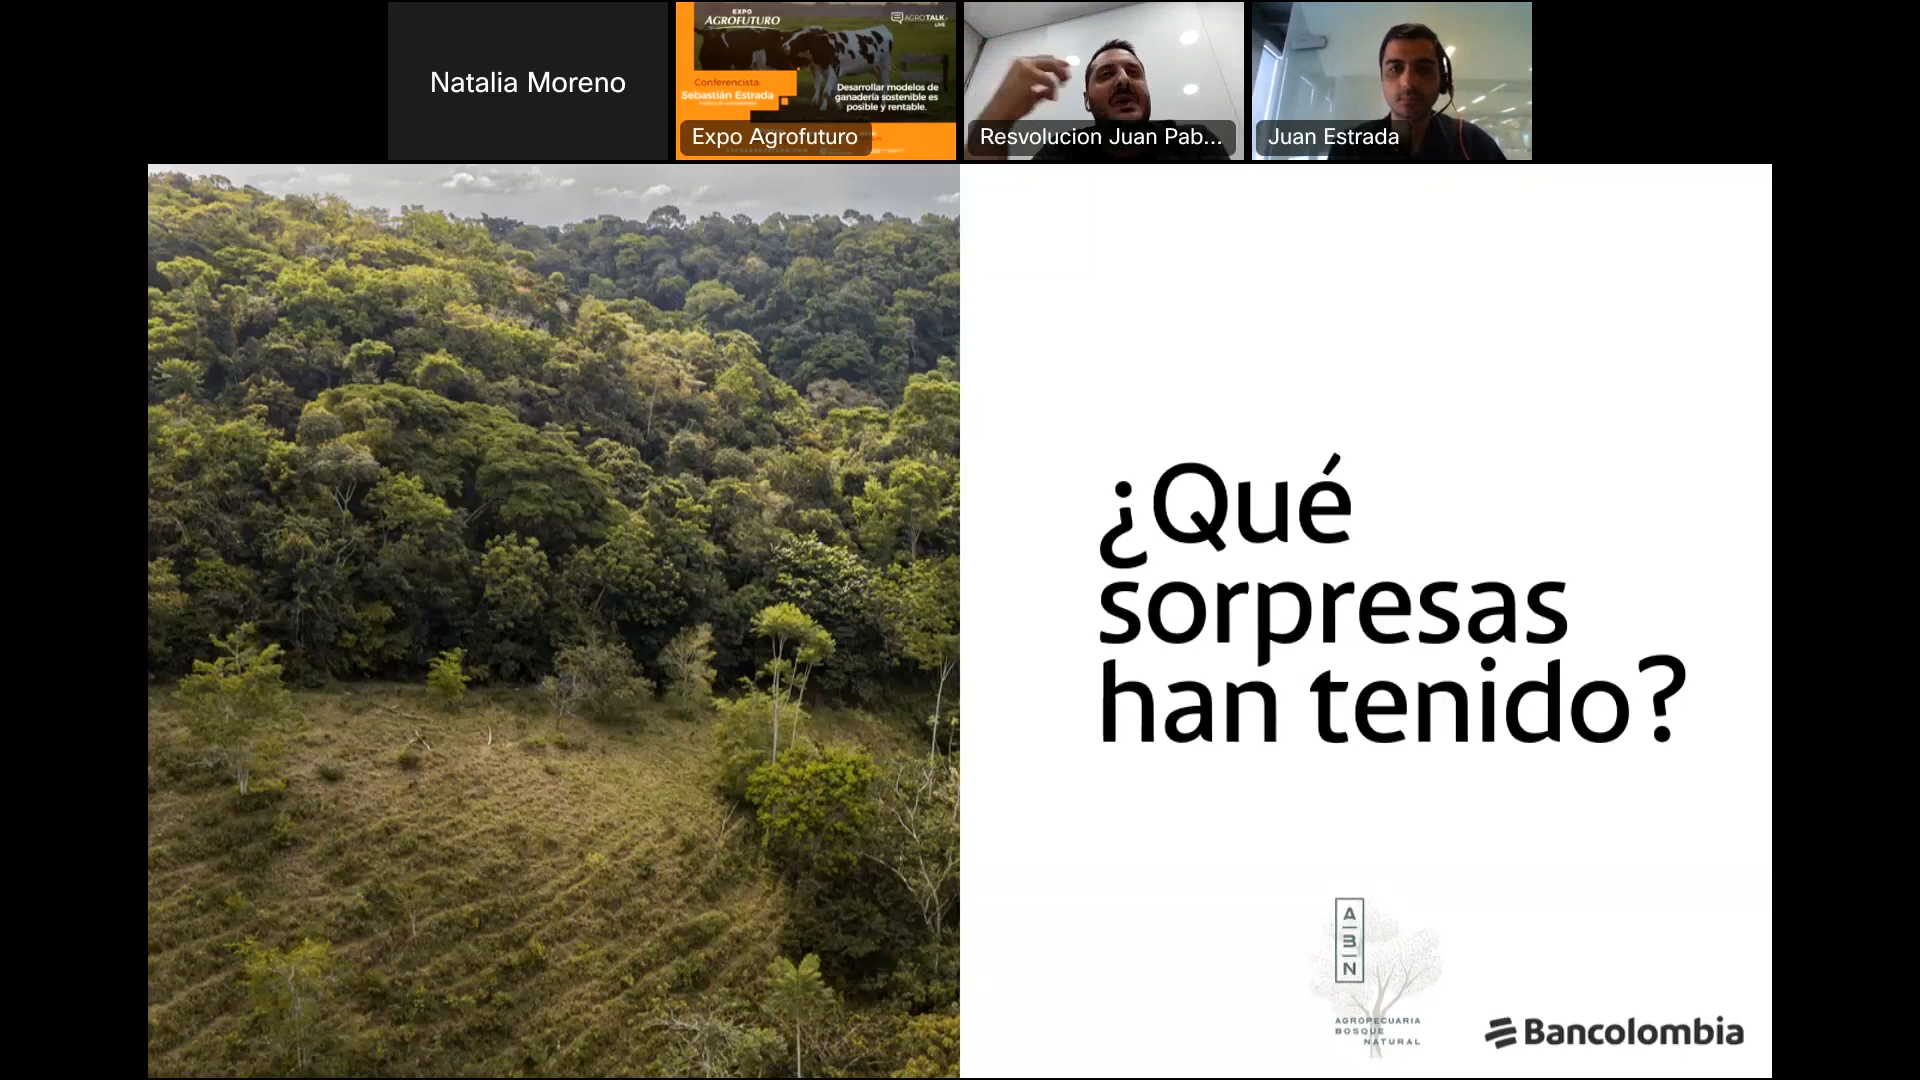 Natalia Moreno
EXPO
AGROFUTURO
AGROTALK
LIVE
Conferencista:
Sebastián Estrada
Desarrollar modelos de
ganadería sostenible es
posible y rentable.
Expo Agrofuturo
Resvolucion Juan Pab...
Juan Estrada
¿Qué
sorpresas
han tenido?
A
B
N
AGROPECUARIA
BOSQUE
NATURAL
Bancolombia